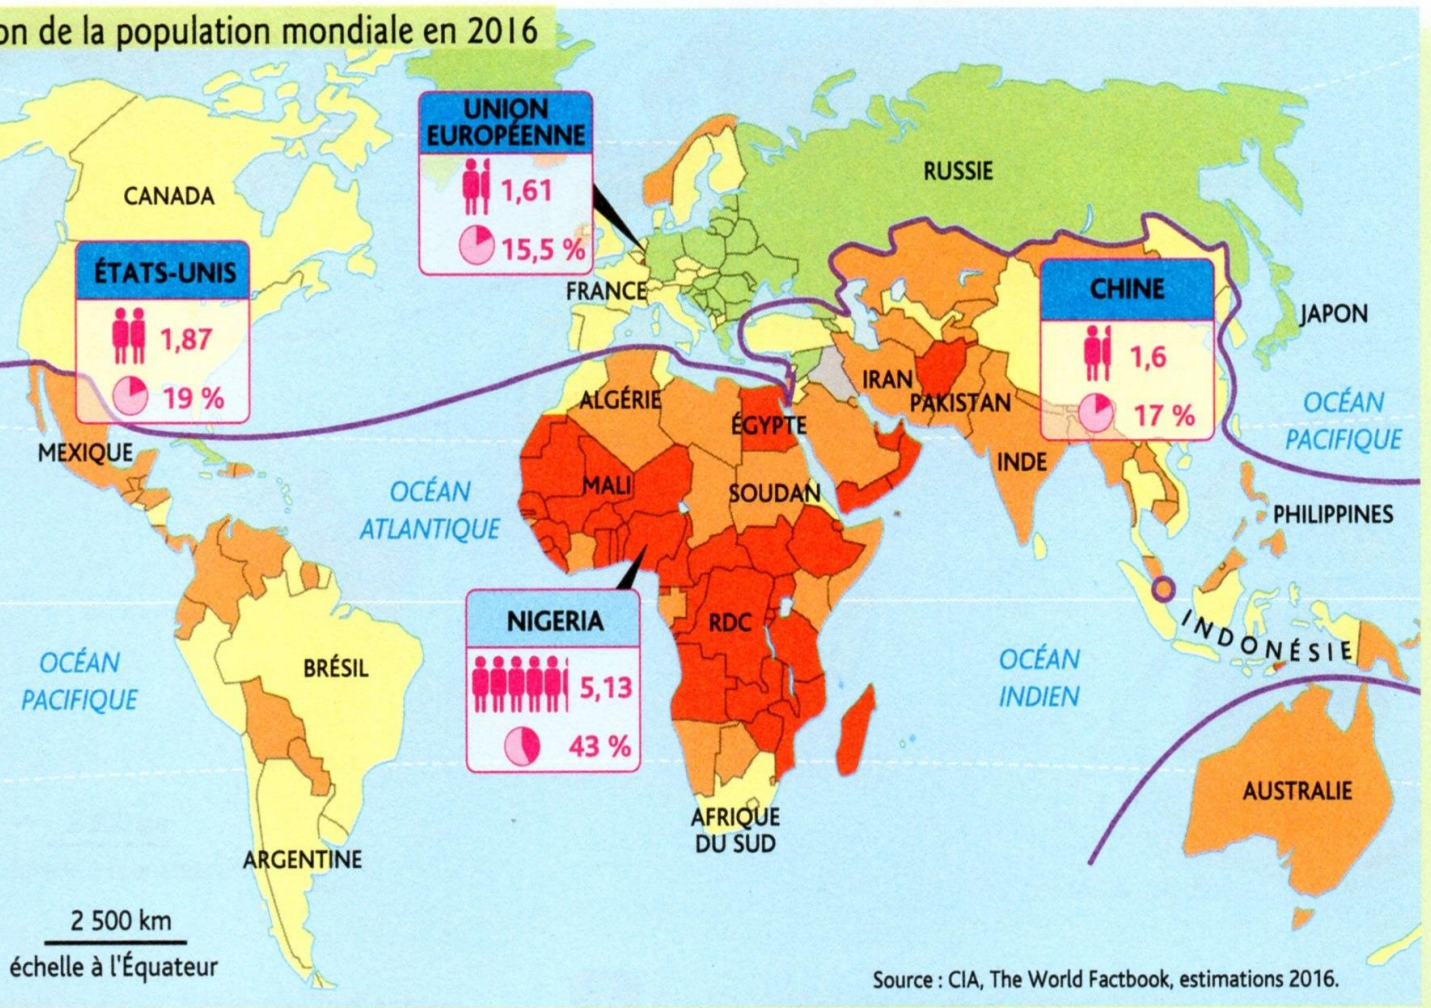 on de la population mondiale en 2016
UNION
EUROPÉENNE
1,61
15,5 %
RUSSIE
CANADA
ÉTATS-UNIS
1,87
19 %
FRANCE
CHINE
1,6
17 %
JAPON
ALGÉRIE
IRAN
PAKISTAN
ÉGYPTE
OCÉAN
PACIFIQUE
MEXIQUE
INDE
MALI
SOUDAN
OCÉAN
ATLANTIQUE
PHILIPPINES
NIGERIA
5,13
43 %
RDC
INDONÉSIE
OCÉAN
PACIFIQUE
BRÉSIL
OCÉAN
INDIEN
AUSTRALIE
AFRIQUE
DU SUD
ARGENTINE
2 500 km
échelle à l'Équateur
Source : CIA, The World Factbook, estimations 2016.